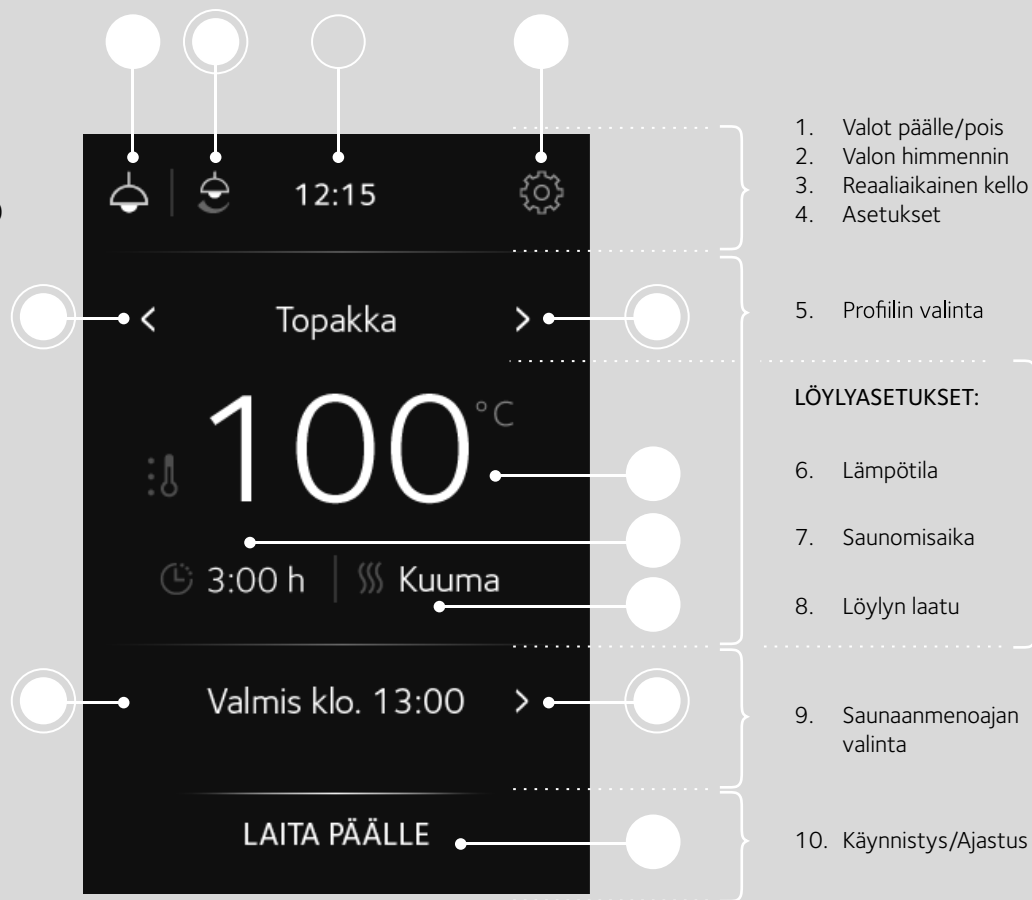 12:15
Topakka
100 °C
3:00 h Kuuma
Valmis klo. 13:00
LAITA PÄÄLLE
1. Valot päälle/pois
2. Valon himmennin
3. Reaaliaikainen kello
4. Asetukset
5. Profiilin valinta
LÖYLYASETUKSET:
6. Lämpötila
7. Saunomisaika
8. Löylyn laatu
9. Saunaanmenoajan
valinta
10. Käynnistys/Ajastus